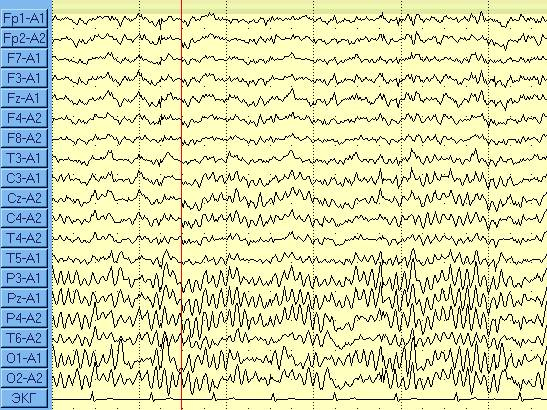 Fp1-A1
Fp2-A2
F7-A1
F3-A1
Fz-A1
F4-A2
F8-A2
T3-A1
C3-A1
Cz-A2
C4-A2
T4-A2
T5-A1
P3-A1
Pz-A1
P4-A2
T6-A2
O1-A1
O2-A2
ЭКГ